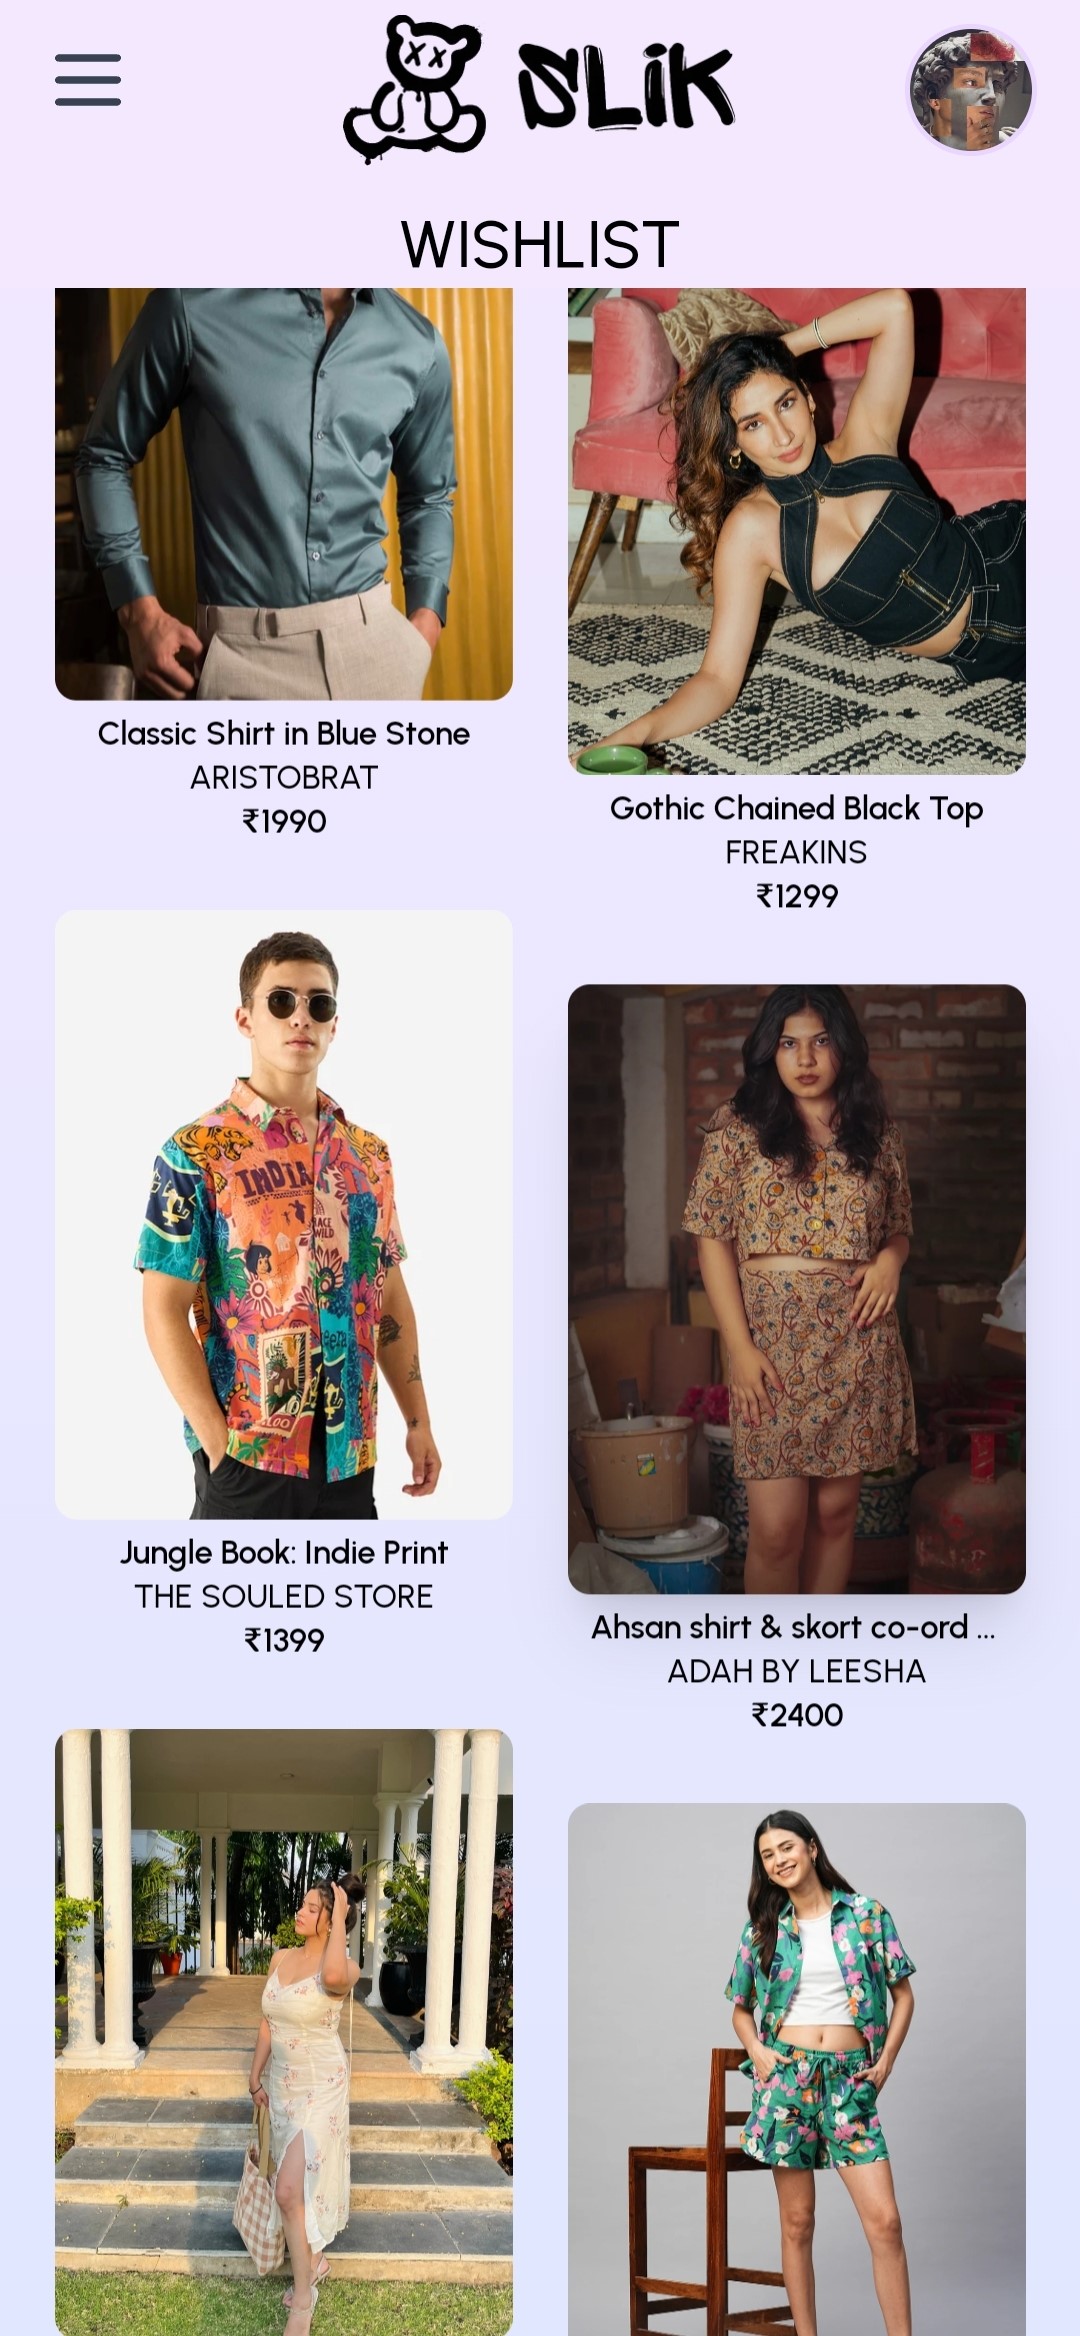 SLiK
WISHLIST
Classic Shirt in Blue Stone
ARISTOBRAT
₹1990
Gothic Chained Black Top
FREAKINS
₹1299
INDIA
Jungle Book: Indie Print
THE SOULED STORE
₹1399
Ahsan shirt & skort co-ord ...
ADAH BY LEESHA
₹2400